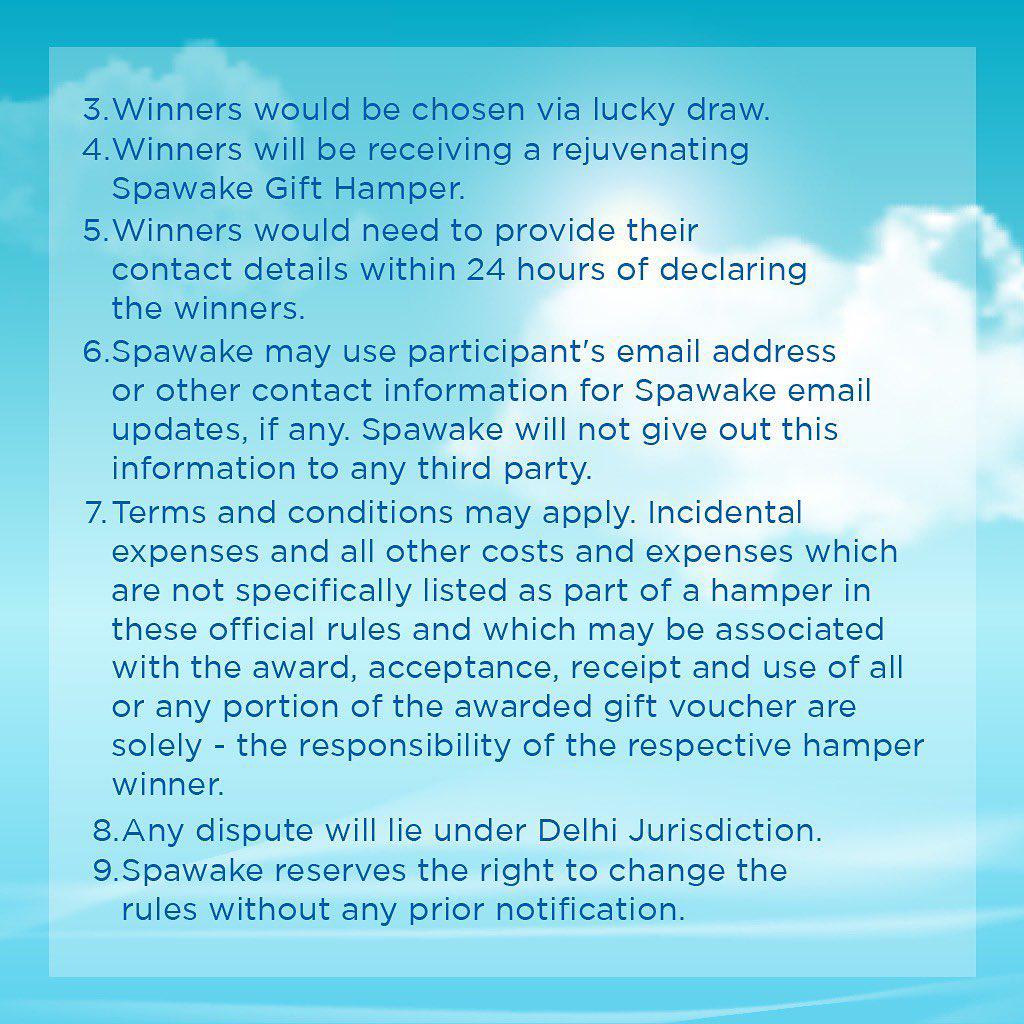 3.Winners would be chosen via lucky draw.
4.Winners will be receiving a rejuvenating
Spawake Gift Hamper.
5.Winners would need to provide their
contact details within 24 hours of declaring
the winners.
6.Spawake may use participant's email address
or other contact information for Spawake email
updates, if any. Spawake will not give out this
information to any third party.
7.Terms and conditions may apply. Incidental
expenses and all other costs and expenses which
are not specifically listed as part of a hamper in
these official rules and which may be associated
with the award, acceptance, receipt and use of all
or any portion of the awarded gift voucher are
solely - the responsibility of the respective hamper
winner.
8.Any dispute will lie under Delhi Jurisdiction.
9.Spawake reserves the right to change the
rules without any prior notification.